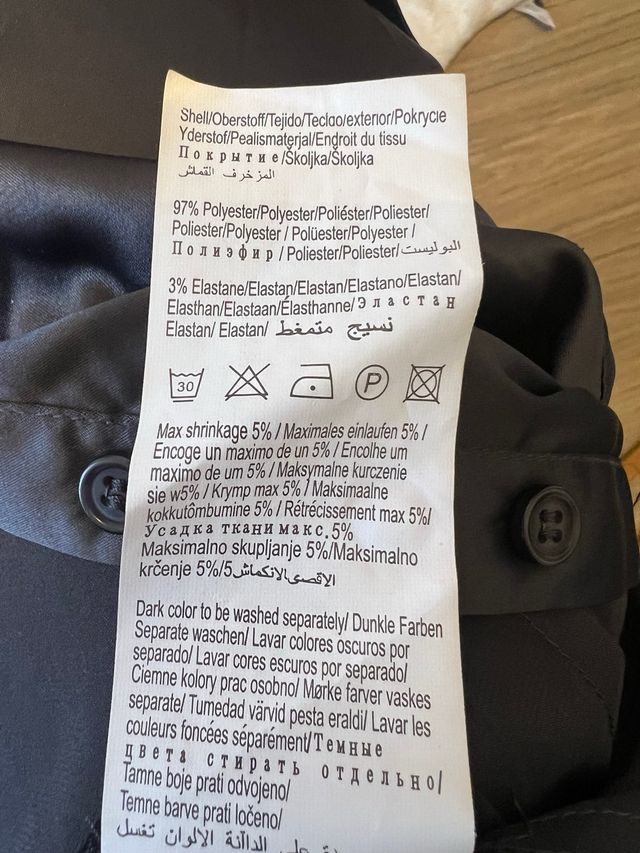 Shell/Oberstoff/Tejido/Teclao/exterior/Pokrycie
Yderstof/Pealismaterjal/Endroit du tissu
Покрытие/Školjka/Školjka
المزخرف القماش
97% Polyester/Polyester/Poliéster/Poliester/
Poliester/Polyester / Polüester/Polyester /
Полиэфир / Poliester/Poliester/البوليست
3% Elastane/Elastan/Elastan/Elastano/Elastan/
Elasthan/Elastaan/Élasthanne/Эластан
Elastan/ Elastan/ نسيج متمغط
30
P
Max shrinkage 5% / Maximales einlaufen 5% /
Encoge un maximo de un 5% / Encolhe um
maximo de um 5% / Maksymalne kurczenie
sie w5% / Krymp max 5% / Maksimaalne
kokkutômbumine 5% / Rétrécissement max 5%/
Усадка ткани макс.5%
Maksimalno skupljanje 5%/Maksimalno
krčenje 5%/5الاقصىالانكماش
Dark color to be washed separately/ Dunkle Farben
Separate waschen/ Lavar colores oscuros por
separado/ Lavar cores escuros por separado/
Ciemne kolory prac osobno/ Mørke farver vaskes
separate/ Tumedad värvid pesta eraldi/ Lavar les
couleurs foncées séparément/Темные
цвета стирать отдельно/
Tamne boje prati odvojeno/
Temne barve prati ločeno/
على الداآنة الالوان تغسل